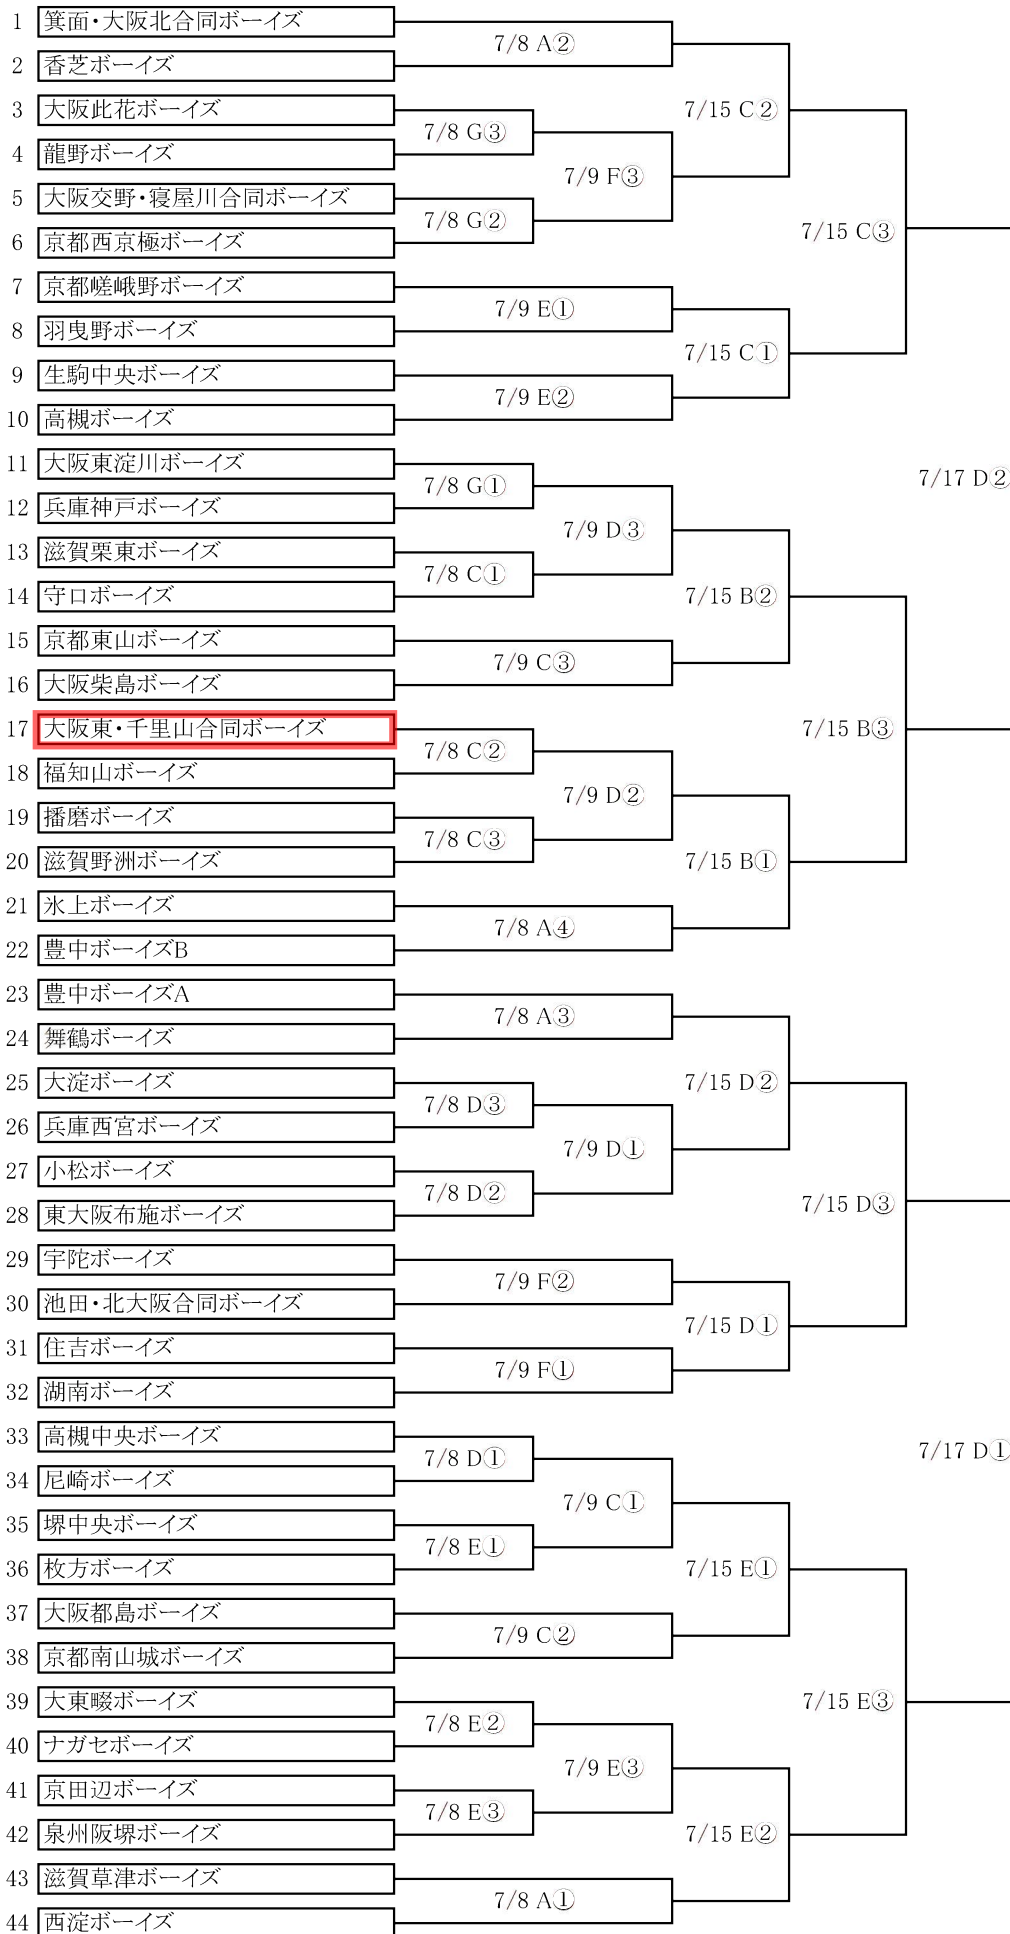 1 箕面・大阪北合同ボーイズ
7/8 A②
2 香芝ボーイズ
7/15 C②
3 大阪此花ボーイズ
7/8 G③
4 龍野ボーイズ
7/9 F③
5 大阪交野・寝屋川合同ボーイズ
7/8 G②
6 京都西京極ボーイズ
7/15 C③
7 京都嵯峨野ボーイズ
7/9 E①
8 羽曳野ボーイズ
7/15 C①
9 生駒中央ボーイズ
7/9 E②
10 高槻ボーイズ
11 大阪東淀川ボーイズ
7/8 G①
7/17 D②
12 兵庫神戸ボーイズ
7/9 D③
13 滋賀栗東ボーイズ
7/8 C①
14 守口ボーイズ
7/15 B②
15 京都東山ボーイズ
7/9 C③
16 大阪柴島ボーイズ
17 大阪東・千里山合同ボーイズ
7/15 B③
7/8 C②
18 福知山ボーイズ
7/9 D②
19 播磨ボーイズ
7/8 C③
20 滋賀野洲ボーイズ
7/15 B①
21 氷上ボーイズ
7/8 A④
22 豊中ボーイズB
23 豊中ボーイズA
7/8 A③
24 舞鶴ボーイズ
25 大淀ボーイズ
7/15 D②
7/8 D③
26 兵庫西宮ボーイズ
7/9 D①
27 小松ボーイズ
7/8 D②
28 東大阪布施ボーイズ
7/15 D③
29 宇陀ボーイズ
7/9 F②
30 池田・北大阪合同ボーイズ
7/15 D①
31 住吉ボーイズ
7/9 F①
32 湖南ボーイズ
33 高槻中央ボーイズ
7/17 D①
7/8 D①
34 尼崎ボーイズ
7/9 C①
35 堺中央ボーイズ
7/8 E①
36 枚方ボーイズ
7/15 E①
37 大阪都島ボーイズ
7/9 C②
38 京都南山城ボーイズ
39 大東畷ボーイズ
7/15 E③
7/8 E②
40 ナガセボーイズ
7/9 E③
41 京田辺ボーイズ
7/8 E③
42 泉州阪堺ボーイズ
7/15 E②
43 滋賀草津ボーイズ
7/8 A①
44 西淀ボーイズ